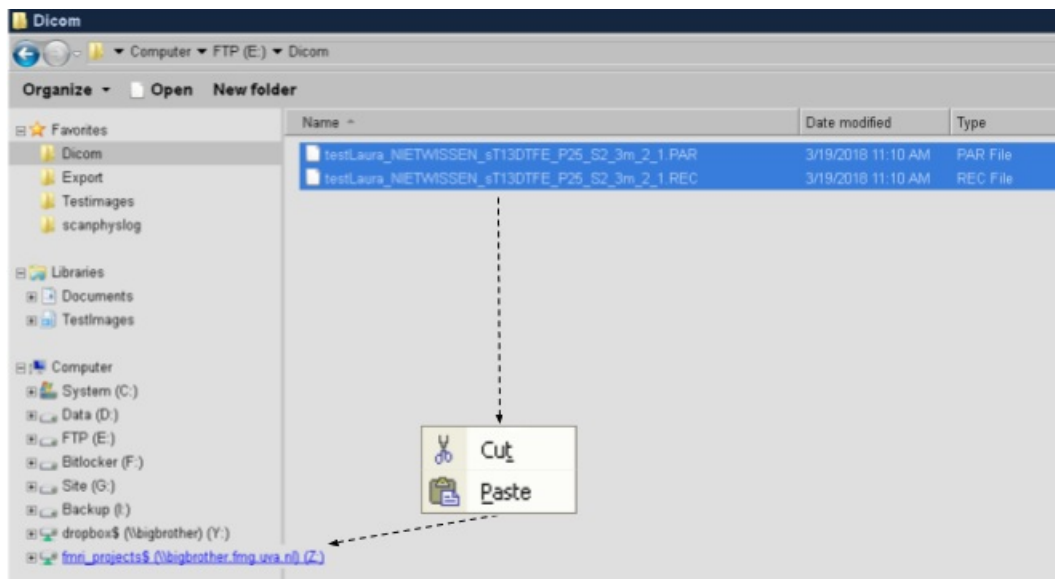 Dicom
Computer FTP (E:) Dicom
Organize Open New folder
Name Date modified Type
Favorites
Dicom
Export
Testimages
scanphyslog
testLaura_NIETWISSEN_sT13DTFE_P25_S2_3m_2_1.PAR 3/19/2018 11:10 AM PAR File
testLaura_NIETWISSEN_sT13DTFE_P25_S2_3m_2_1.REC 3/19/2018 11:10 AM REC File
Libraries
Documents
TestImages
Computer
System (C:)
Data (D:)
FTP (E:)
Bitlocker (F:)
Site (G:)
Backup (I:)
dropbox$ (\\bigbrother) (Y:)
fmri_projects$ (\\bigbrother.fmg.uva.nl) (Z:)
Cut
Paste